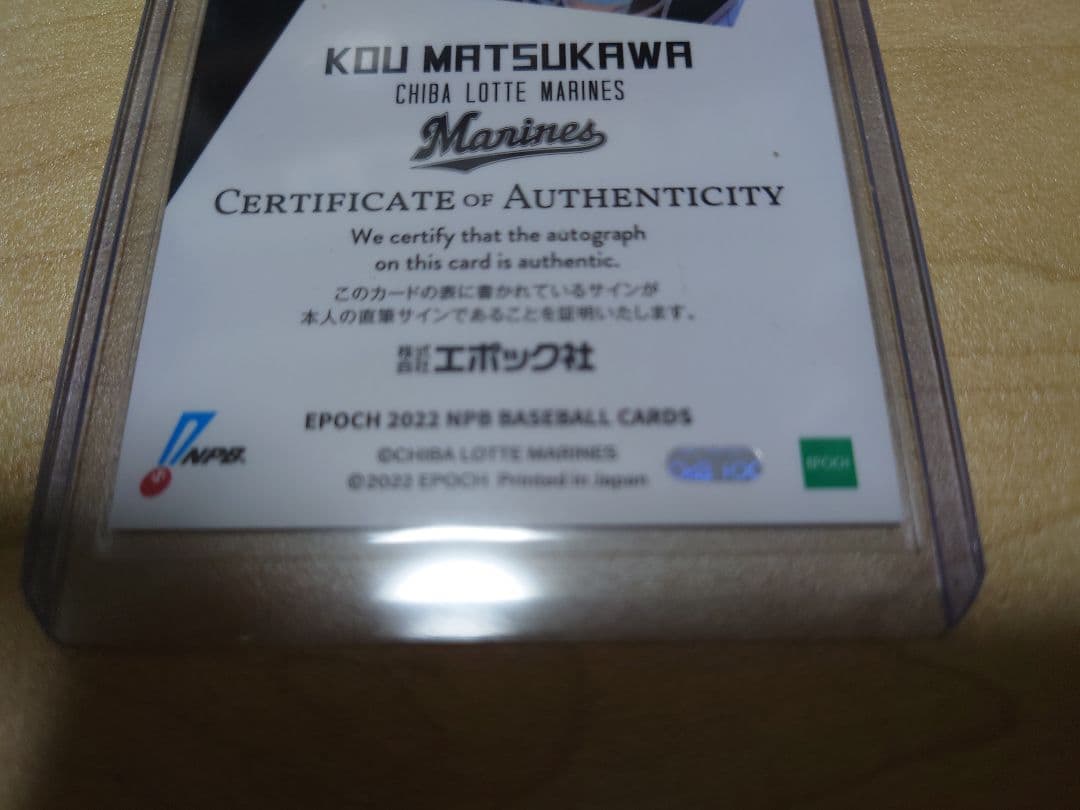 KOU MATSUKAWA
CHIBA LOTTE MARINES
Marines
CERTIFICATE OF AUTHENTICITY
We certify that the autograph
on this card is authentic.
このカードの表に書かれているサインが
本人の直筆サインであることを証明いたします。
株式会社エポック社
EPOCH 2022 NPB BASEBALL CARDS
©CHIBA LOTTE MARINES
©2022 EPOCH Printed in Japan
NPB
EPOCH